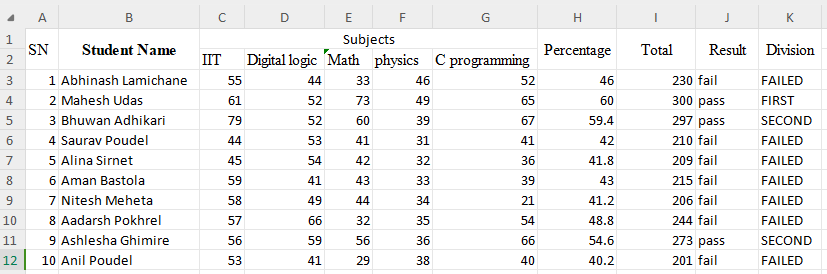 A B C D E F G H I J K
1 SN Student Name Subjects Percentage Total Result Division
2 IIT Digital logic Math physics C programming
3 1 Abhinash Lamichane 55 44 33 46 52 46 230 fail FAILED
4 2 Mahesh Udas 61 52 73 49 65 60 300 pass FIRST
5 3 Bhuwan Adhikari 79 52 60 39 67 59.4 297 pass SECOND
6 4 Saurav Poudel 44 53 41 31 41 42 210 fail FAILED
7 5 Alina Sirnet 45 54 42 32 36 41.8 209 fail FAILED
8 6 Aman Bastola 59 41 43 33 39 43 215 fail FAILED
9 7 Nitesh Meheta 58 49 44 34 21 41.2 206 fail FAILED
10 8 Aadarsh Pokhrel 57 66 32 35 54 48.8 244 fail FAILED
11 9 Ashlesha Ghimire 56 59 56 36 66 54.6 273 pass SECOND
12 10 Anil Poudel 53 41 29 38 40 40.2 201 fail FAILED